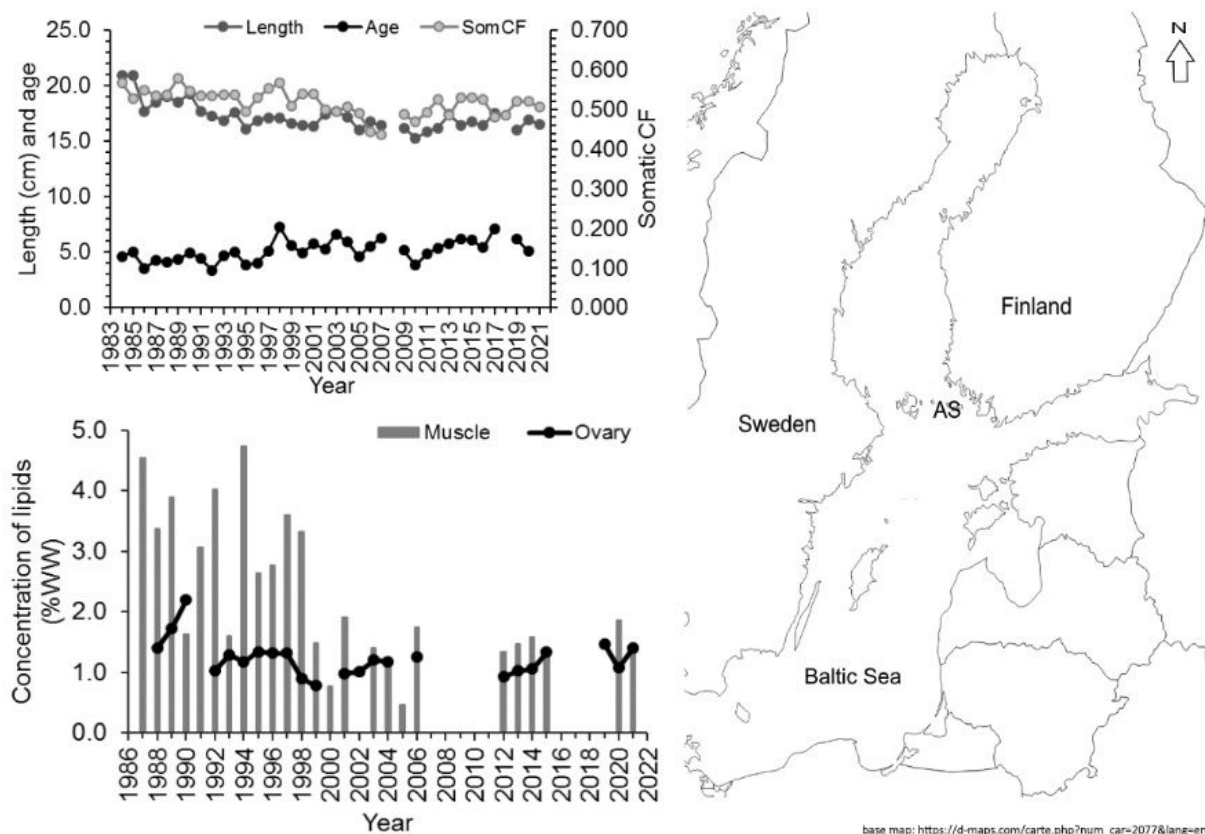 25.0
20.0
15.0
10.0
5.0
0.0
Length (cm) and age
Length Age SomCF
0.700
0.600
0.500
0.400
0.300
0.200
0.100
0.000
Somatic CF
1983 1985 1987 1989 1991 1993 1995 1997 1999 2001 2003 2005 2007 2009 2011 2013 2015 2017 2019 2021
Year
5.0
4.0
3.0
2.0
1.0
0.0
Concentration of lipids
(%WW)
Muscle Ovary
1986 1988 1990 1992 1994 1996 1998 2000 2002 2004 2006 2008 2010 2012 2014 2016 2018 2020 2022
Year
N
Finland
AS
Sweden
Baltic Sea
base map: https://d-maps.com/carte.php?num_car=2077&lang=en